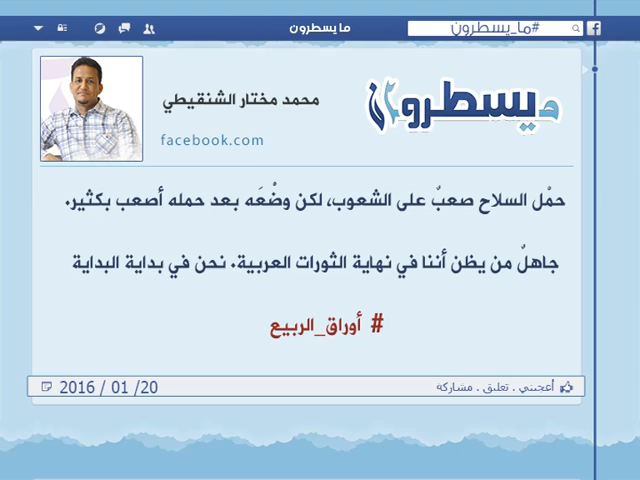 ما يسطرون
#ما_يسطرون
ما يسطرون
محمد مختار الشنقيطي
facebook.com
حمْل السلاح صعبٌ على الشعوب، لكن وضْعَه بعد حمله أصعب بكثير.
جاهلٌ من يظن أننا في نهاية الثورات العربية. نحن في بداية البداية
# أوراق_الربيع
أعجبني . تعليق . مشاركة
2016 / 01 /20